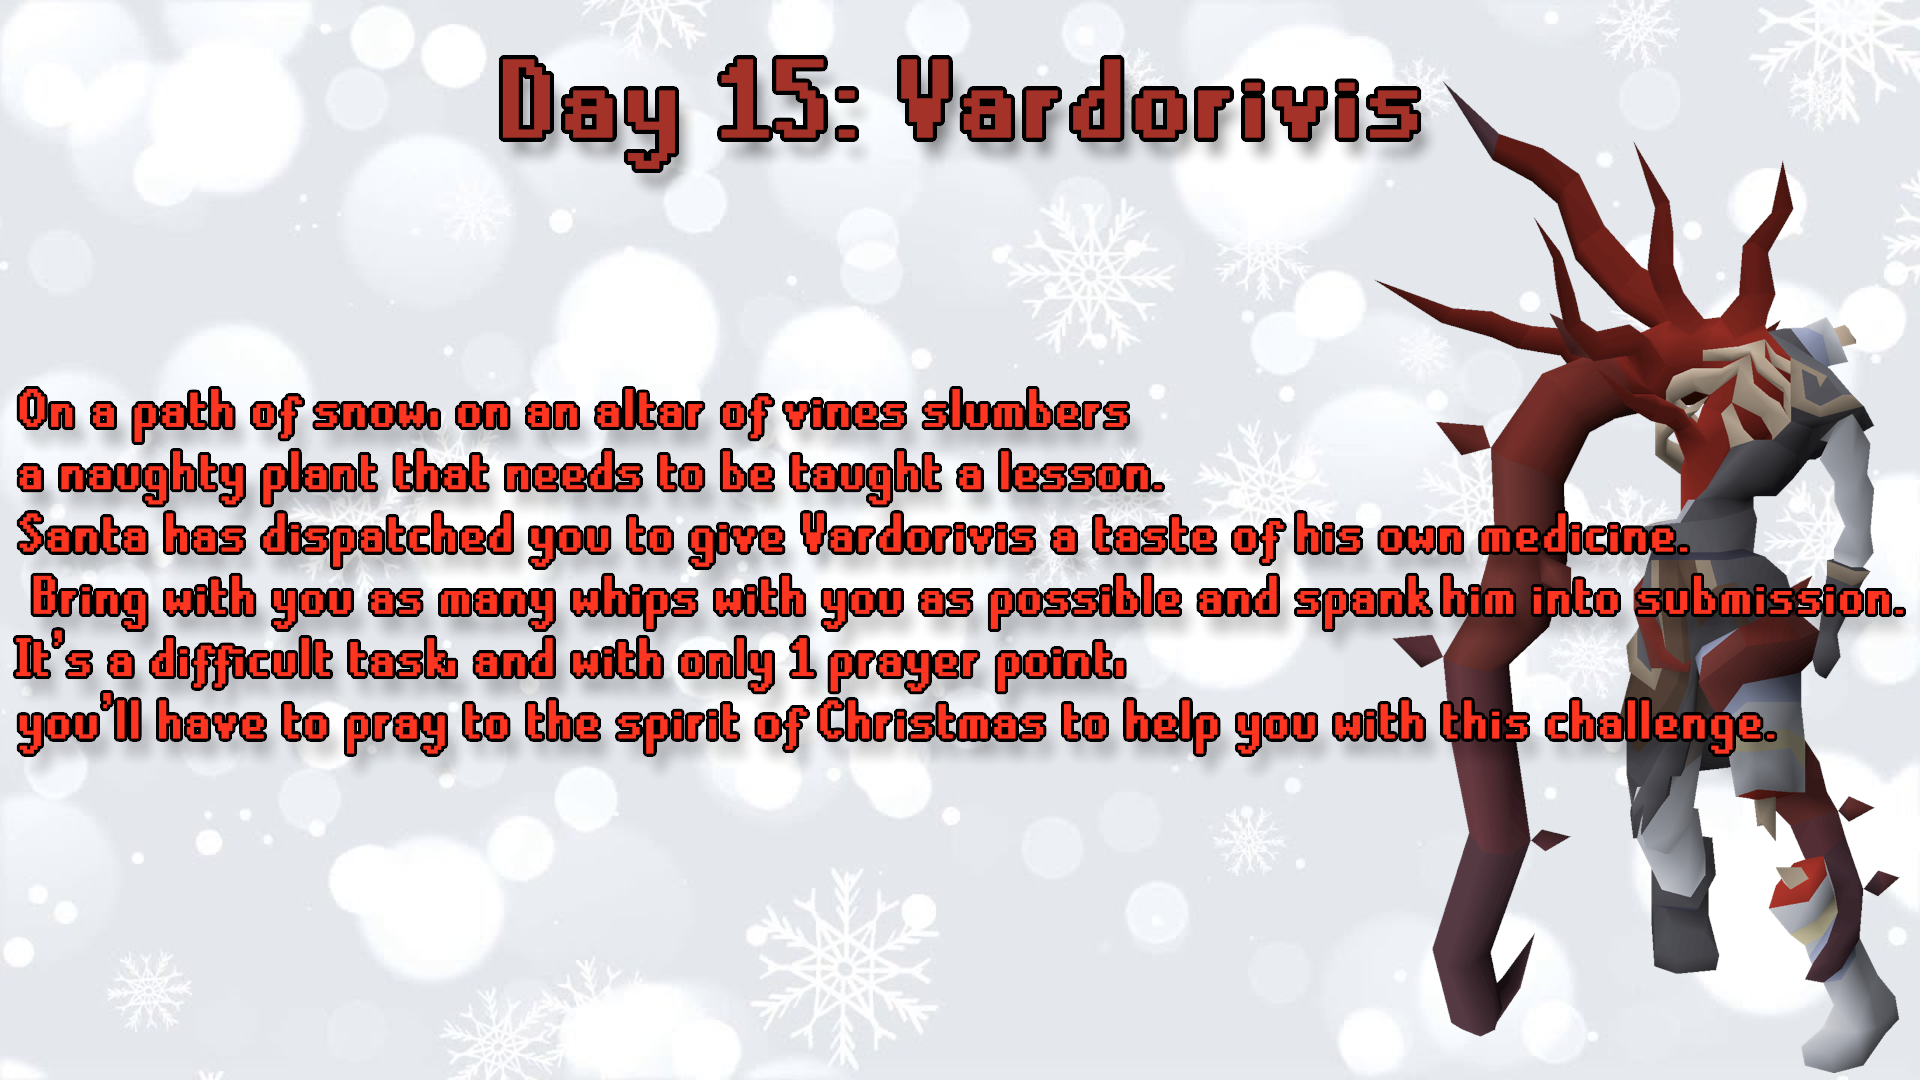 Day 15: Vardorivis
On a path of snow, on an altar of vines slumbers
a naughty plant that needs to be taught a lesson.
Santa has dispatched you to give Vardorivis a taste of his own medicine.
Bring with you as many whips with you as possible and spank him into submission.
It's a difficult task, and with only 1 prayer point,
you'll have to pray to the spirit of Christmas to help you with this challenge.